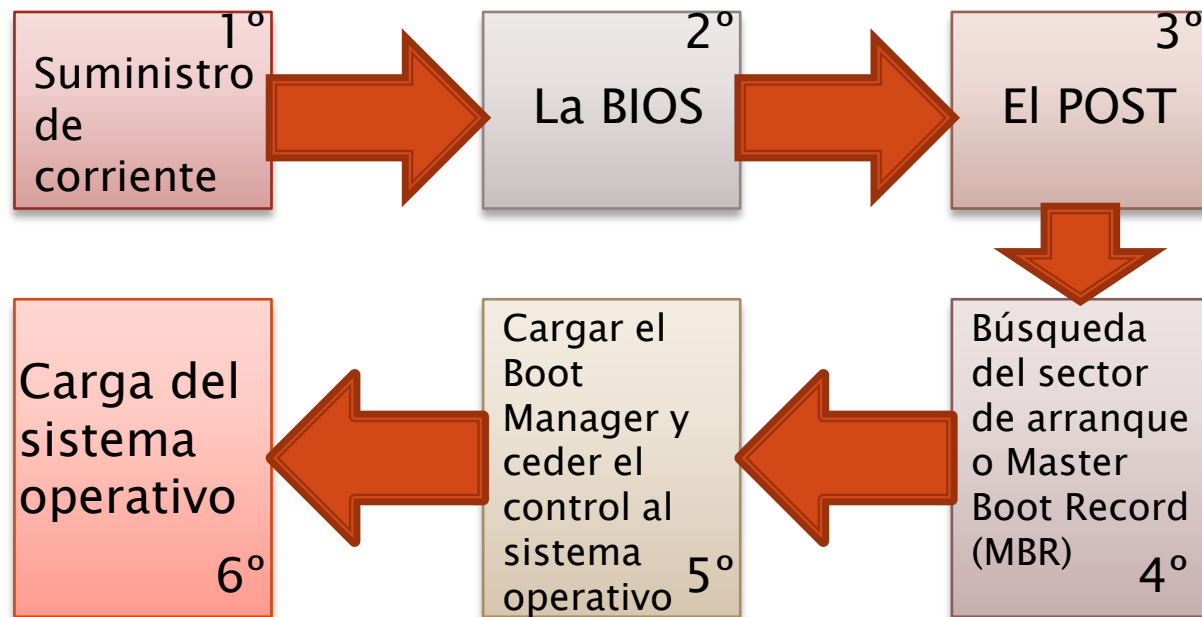 1º
Suministro
de
corriente
2º
La BIOS
3º
El POST
Búsqueda
del sector
de arranque
o Master
Boot Record
(MBR)
4º
Cargar el
Boot
Manager y
ceder el
control al
sistema
operativo
5º
Carga del
sistema
operativo
6º